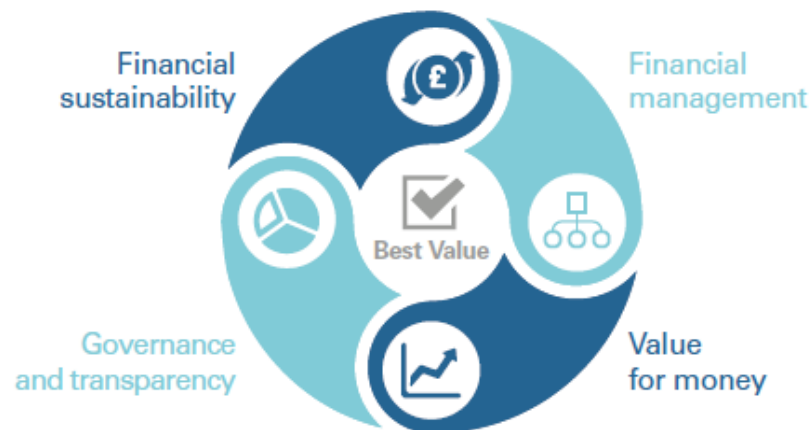 Financial
sustainability
£
Financial
management
Best Value
Governance
and transparency
Value
for money